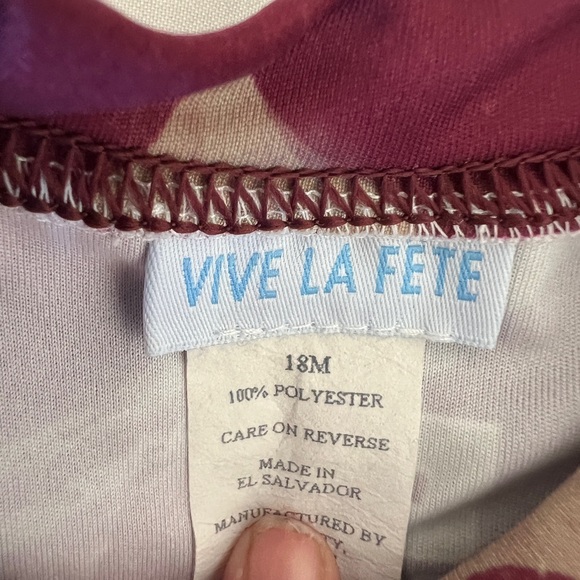 VIVE LA FETE
18M
100% POLYESTER
CARE ON REVERSE
MADE IN
EL SALVADOR
MANUFACTURED BY